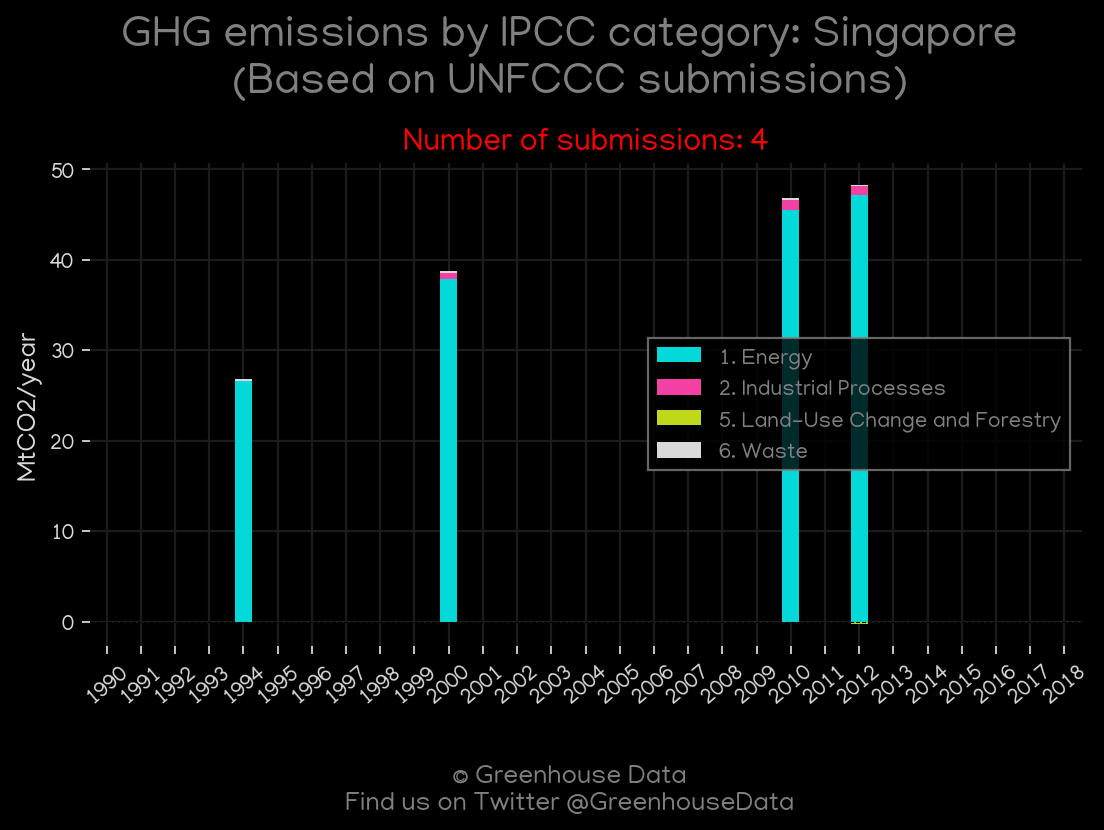 GHG emissions by IPCC category: Singapore
(Based on UNFCCC submissions)
Number of submissions: 4
MtCO2/year
50
40
30
20
10
0
1. Energy
2. Industrial Processes
5. Land-Use Change and Forestry
6. Waste
1990 1991 1992 1993 1994 1995 1996 1997 1998 1999 2000 2001 2002 2003 2004 2005 2006 2007 2008 2009 2010 2011 2012 2013 2014 2015 2016 2017 2018
© Greenhouse Data
Find us on Twitter @GreenhouseData